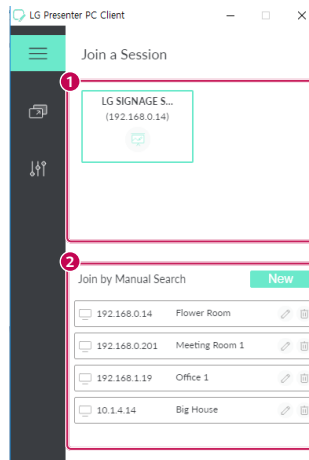 LG Presenter PC Client
Join a Session
1
LG SIGNAGE S...
(192.168.0.14)
2
Join by Manual Search
New
192.168.0.14 Flower Room
192.168.0.201 Meeting Room 1
192.168.1.19 Office 1
10.1.4.14 Big House